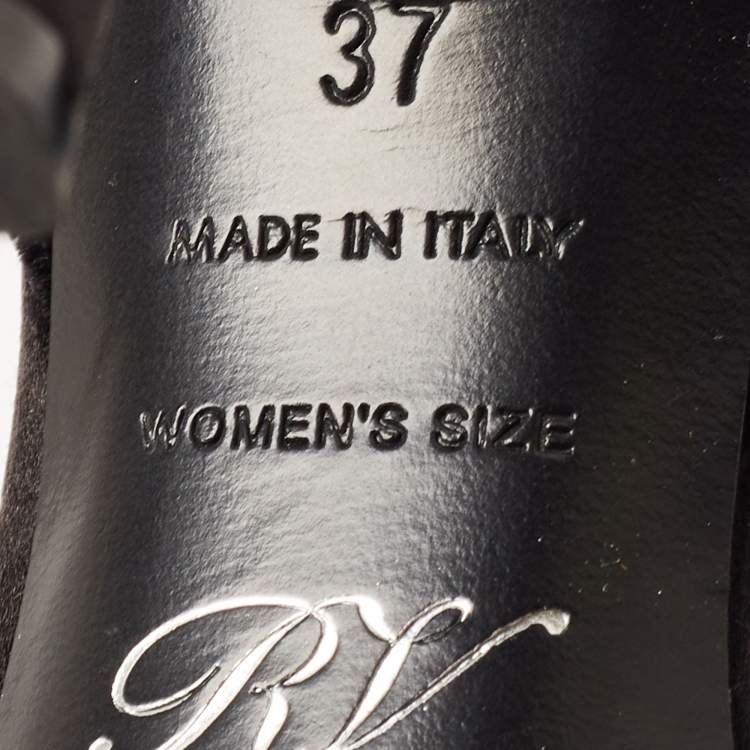 37
MADE IN ITALY
WOMEN'S SIZE
RV